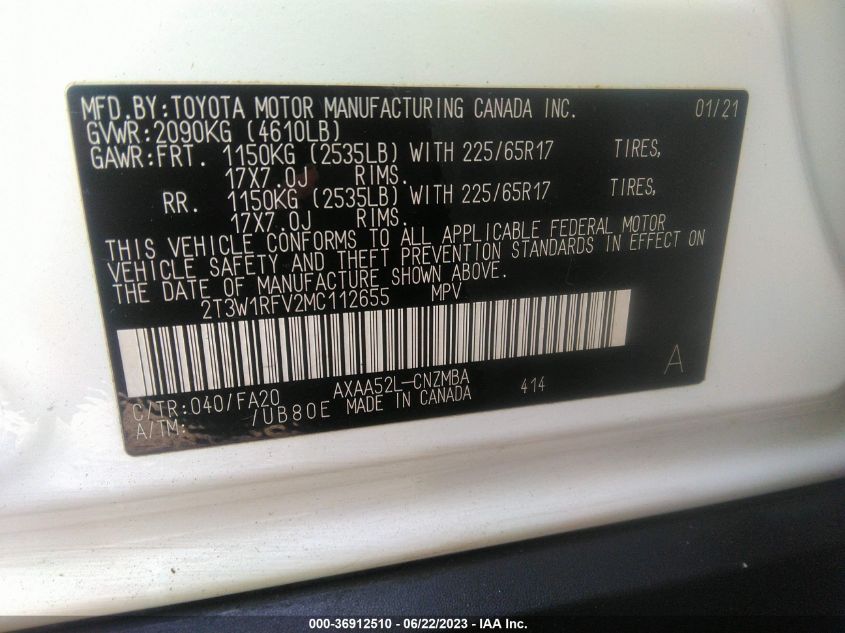 MFD.BY:TOYOTA MOTOR MANUFACTURING CANADA INC. 01/21
GVWR:2090KG (4610LB)
GAWR:FRT. 1150KG (2535LB) WITH 225/65R17 TIRES,
17X7.0J RIMS.
RR. 1150KG (2535LB) WITH 225/65R17 TIRES,
17X7.0J RIMS.
THIS VEHICLE CONFORMS TO ALL APPLICABLE FEDERAL MOTOR
VEHICLE SAFETY AND THEFT PREVENTION STANDARDS IN EFFECT ON
THE DATE OF MANUFACTURE SHOWN ABOVE.
2T3W1RFV2MC112655 MPV
A
C/TR:040/FA20 AXAA52L-CNZMBA 414
A/TM: /UB80E MADE IN CANADA
000-36912510 - 06/22/2023 - IAA Inc.